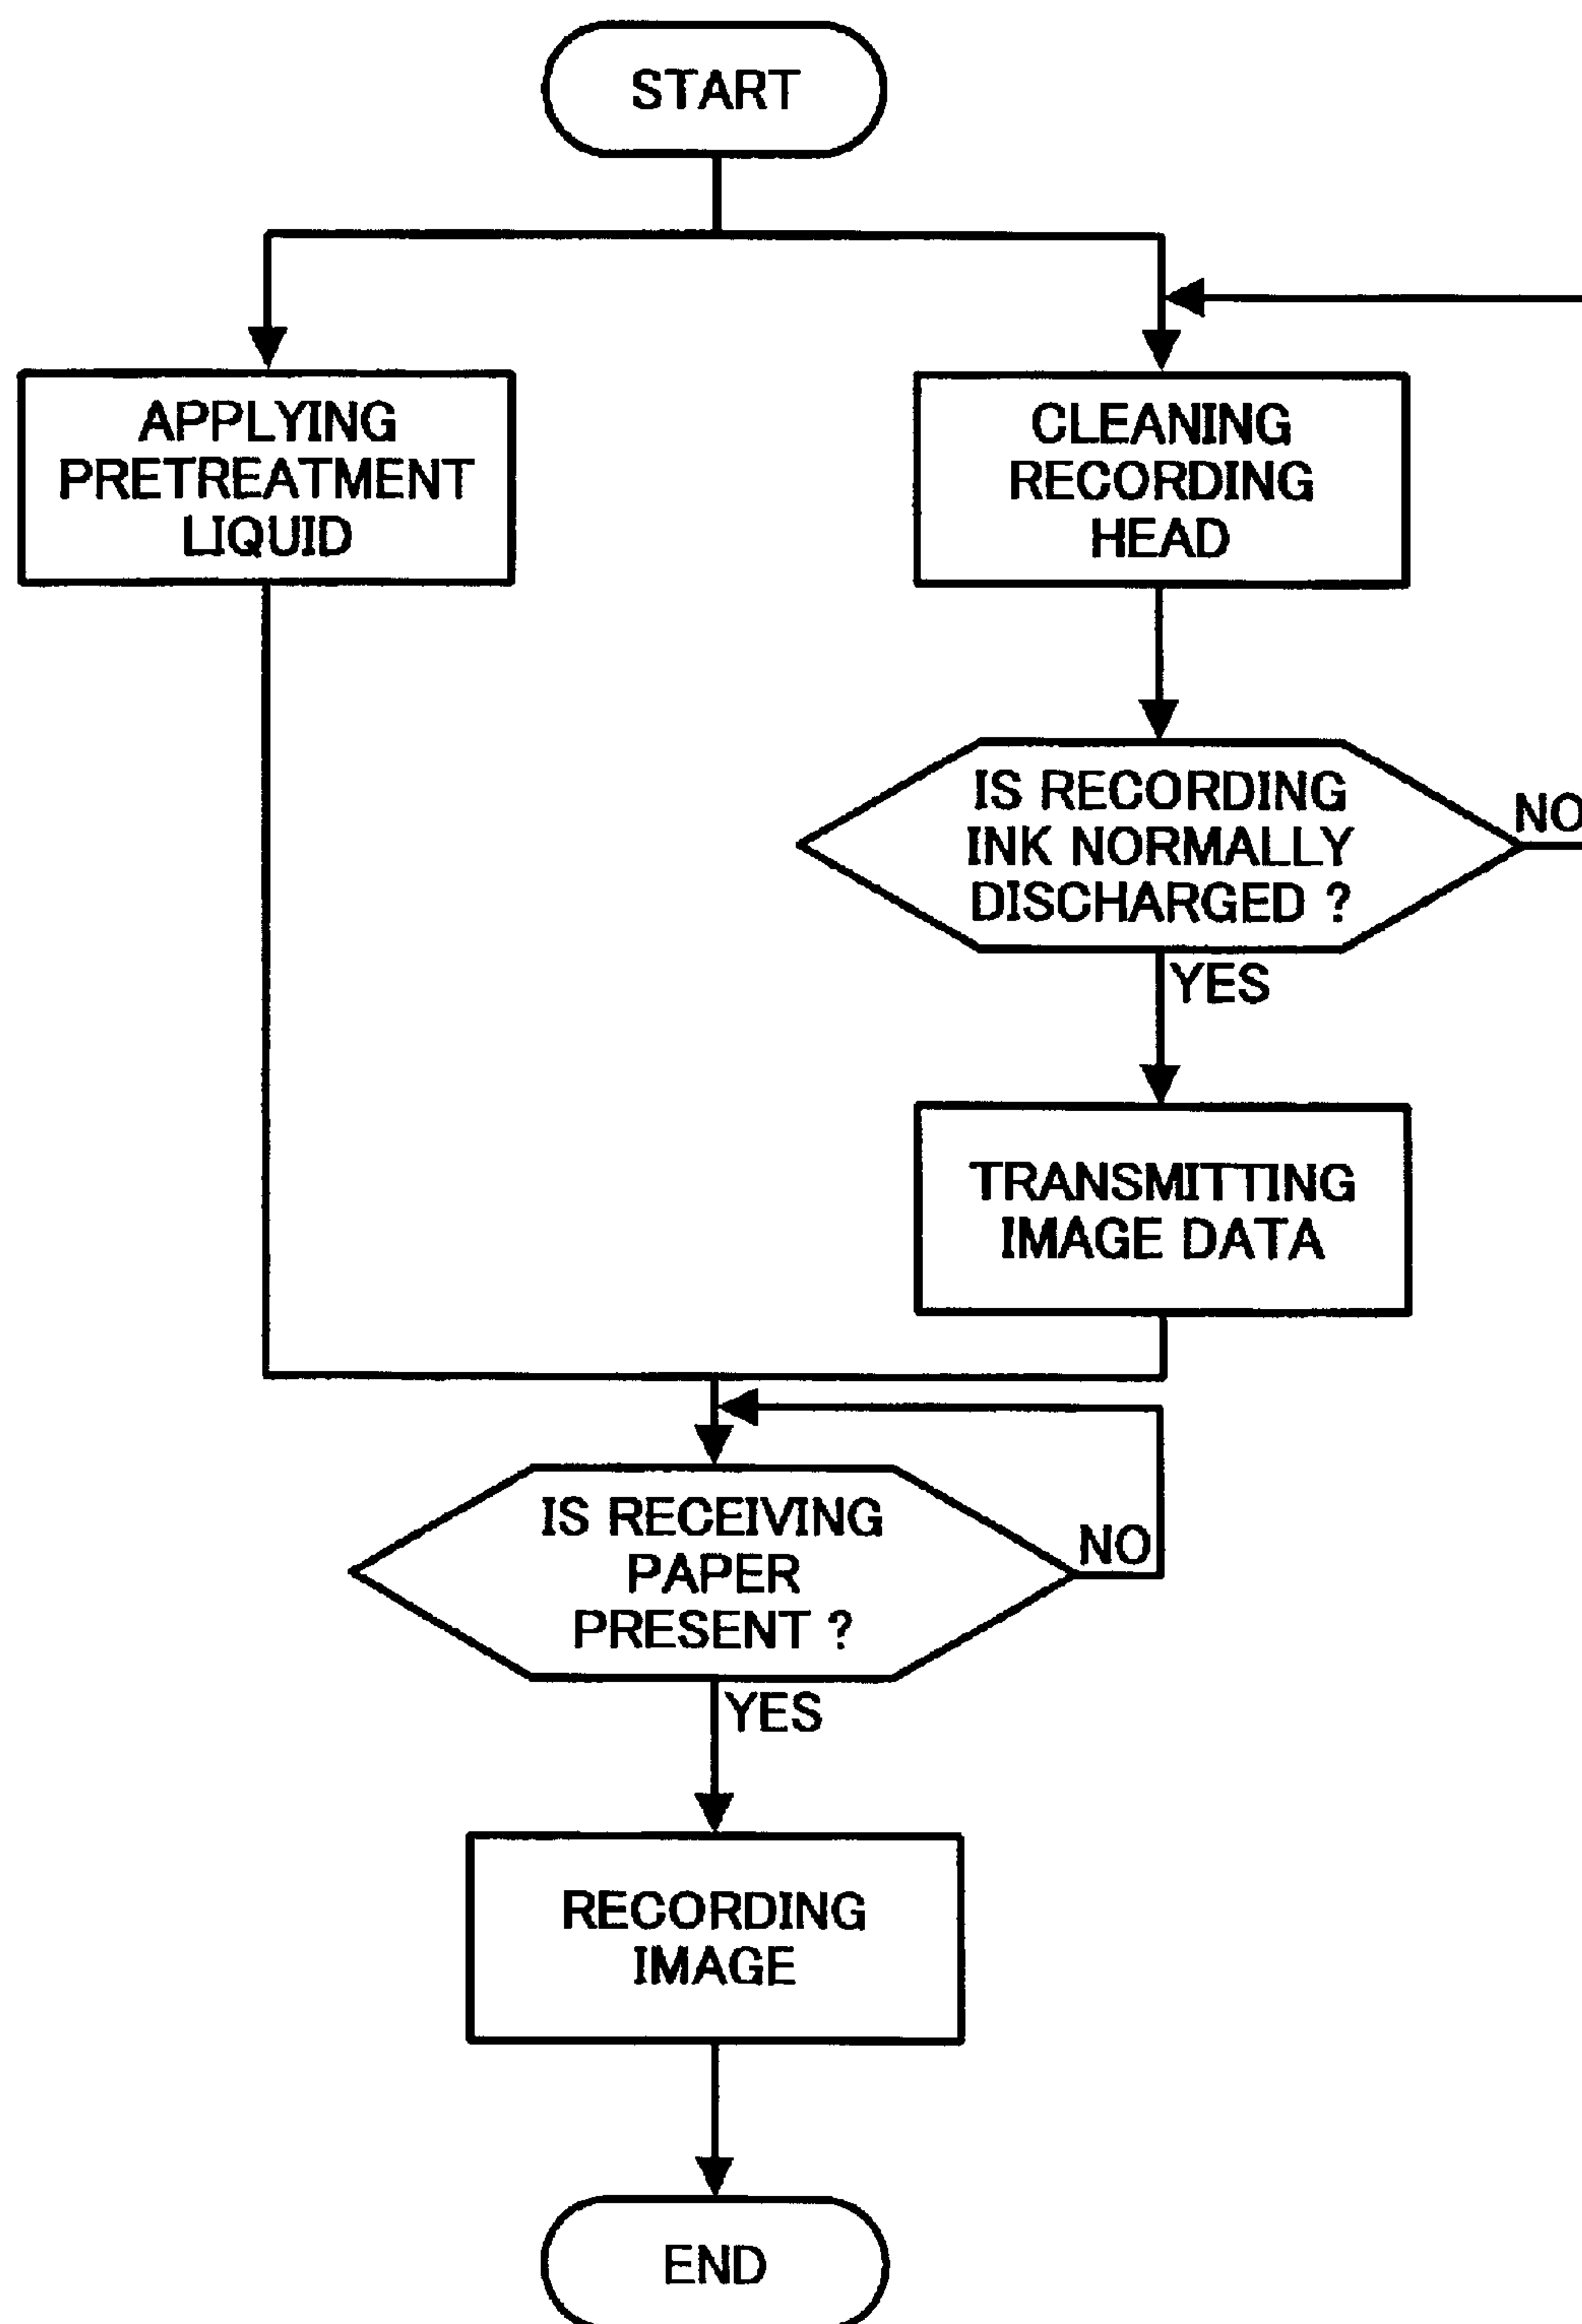 START
APPLYING
PRETREATMENT
LIQUID
CLEANING
RECORDING
HEAD
IS RECORDING
INK NORMALLY
DISCHARGED ?
NO
YES
TRANSMITTING
IMAGE DATA
IS RECEIVING
PAPER
PRESENT ?
NO
YES
RECORDING
IMAGE
END